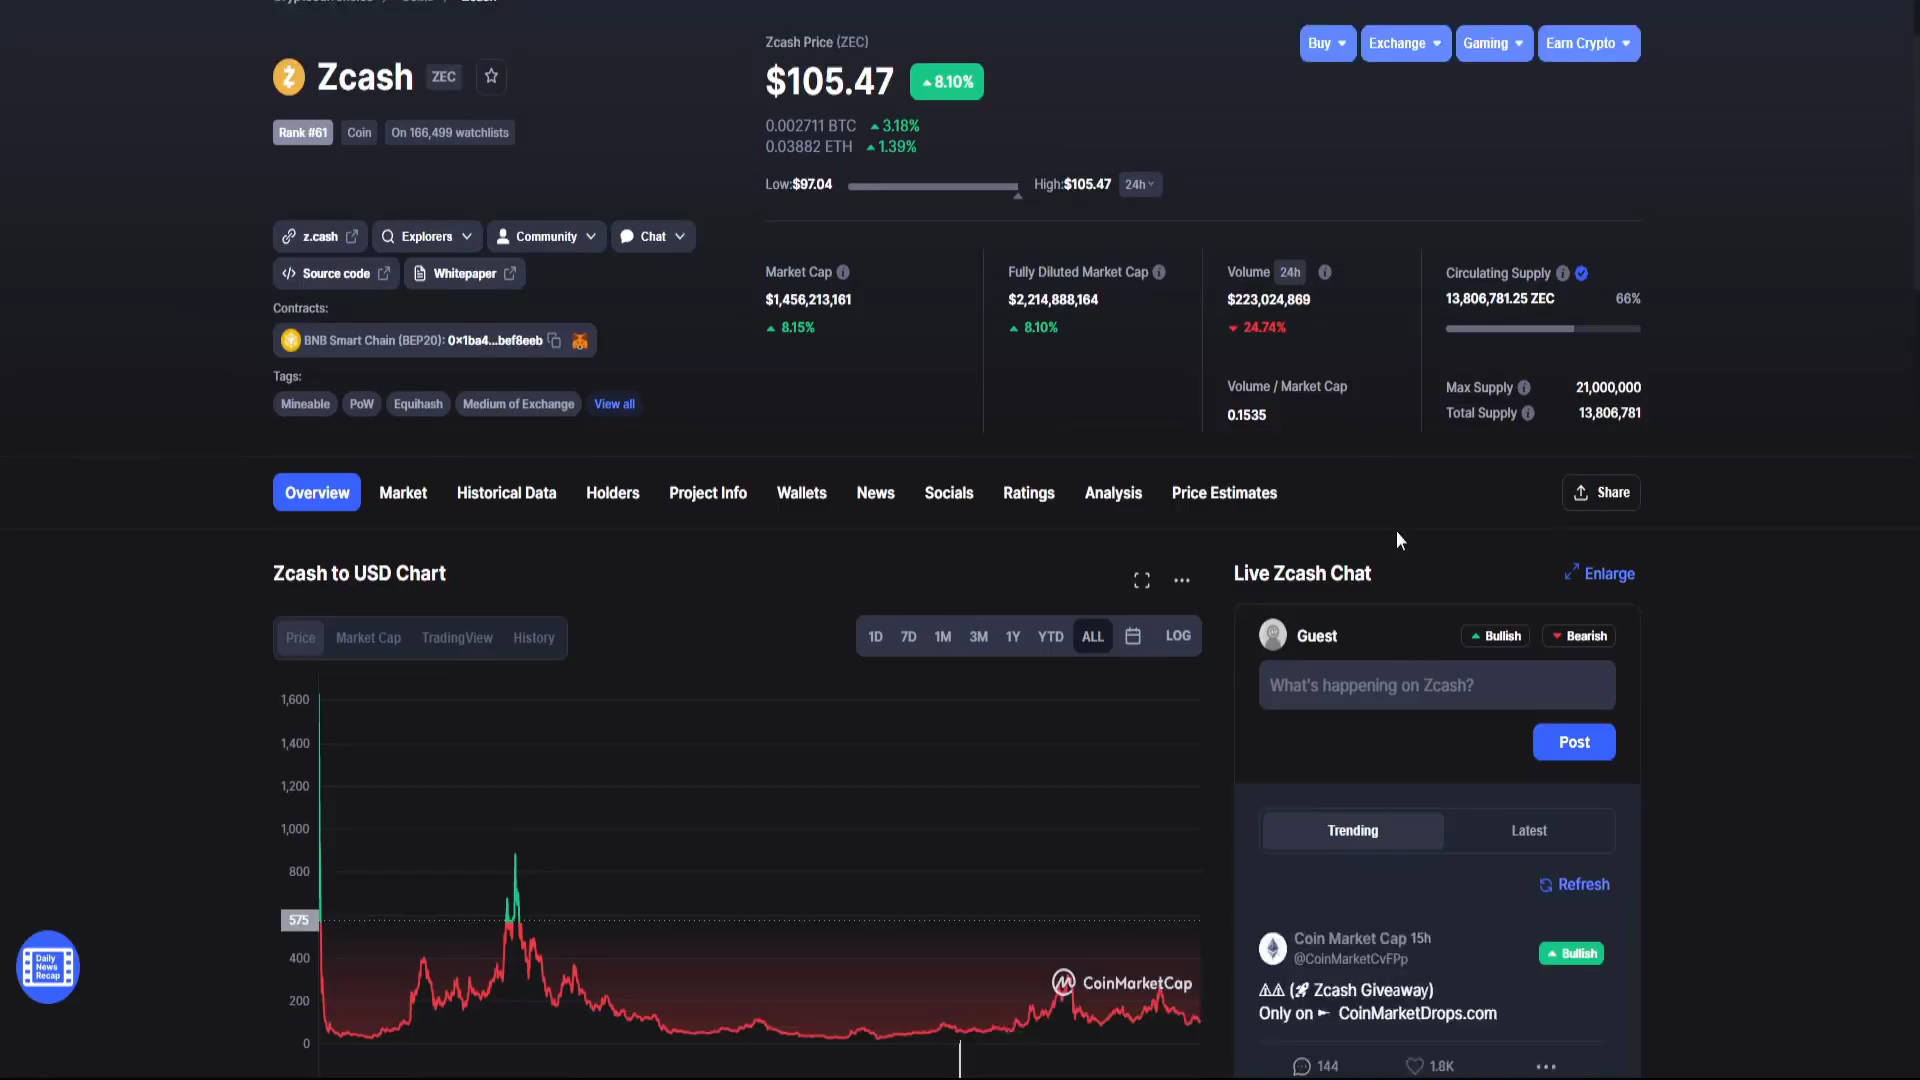 Zcash ZEC
Rank #61 Coin On 166,499 watchlists
z.cash Explorers Community Chat
Source code Whitepaper
Contracts:
BNB Smart Chain (BEP20): 0x1ba4...bef8eeb
Tags:
Mineable PoW Equihash Medium of Exchange View all
Zcash Price (ZEC)
$105.47 8.10%
0.002711 BTC 3.18%
0.03882 ETH 1.39%
Low:$97.04 High:$105.47 24h
Buy Exchange Gaming Earn Crypto
Market Cap
$1,456,213,161
8.15%
Fully Diluted Market Cap
$2,214,888,164
8.10%
Volume 24h
$223,024,869
24.74%
Volume / Market Cap
0.1535
Circulating Supply
13,806,781.25 ZEC 66%
Max Supply 21,000,000
Total Supply 13,806,781
Overview Market Historical Data Holders Project Info Wallets News Socials Ratings Analysis Price Estimates Share
Zcash to USD Chart
Price Market Cap TradingView History
1D 7D 1M 3M 1Y YTD ALL LOG
1,600
1,400
1,200
1,000
800
575
400
200
0
CoinMarketCap
Daily
News
Recap
Live Zcash Chat Enlarge
Guest Bullish Bearish
What's happening on Zcash?
Post
Trending Latest
Refresh
Coin Market Cap 15h
@CoinMarketCvFPp
Bullish
⚠⚠ (🚀 Zcash Giveaway)
Only on ► CoinMarketDrops.com
144 1.8K